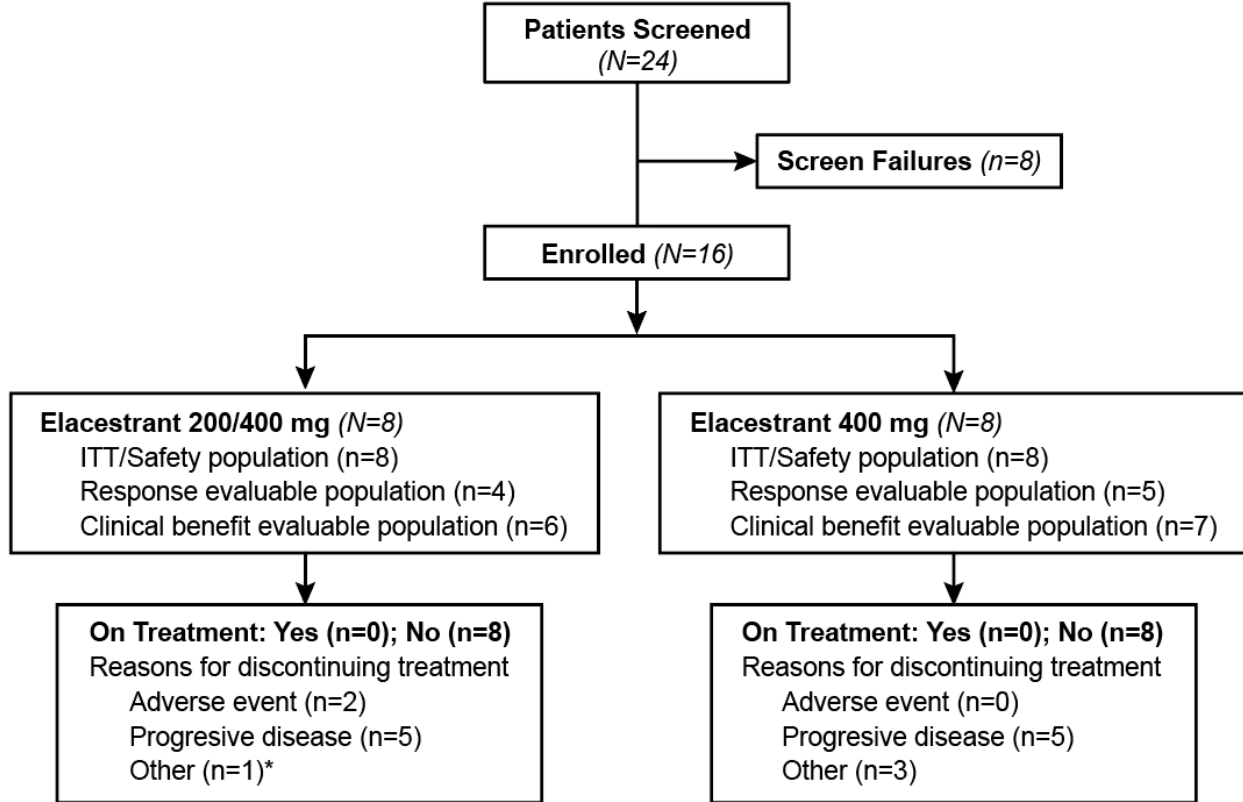 Patients Screened
(N=24)
Screen Failures (n=8)
Enrolled (N=16)
Elacestrant 200/400 mg (N=8)
ITT/Safety population (n=8)
Response evaluable population (n=4)
Clinical benefit evaluable population (n=6)
Elacestrant 400 mg (N=8)
ITT/Safety population (n=8)
Response evaluable population (n=5)
Clinical benefit evaluable population (n=7)
On Treatment: Yes (n=0); No (n=8)
Reasons for discontinuing treatment
Adverse event (n=2)
Progresive disease (n=5)
Other (n=1)*
On Treatment: Yes (n=0); No (n=8)
Reasons for discontinuing treatment
Adverse event (n=0)
Progresive disease (n=5)
Other (n=3)